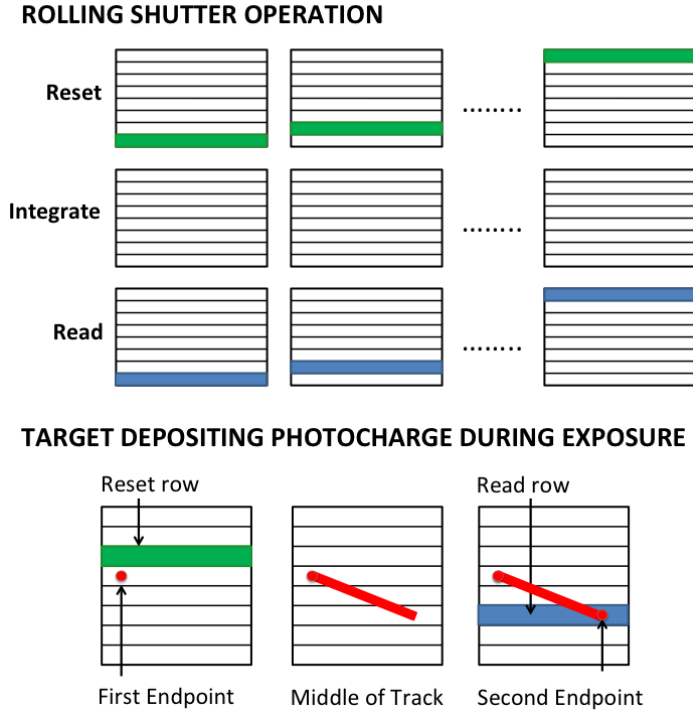 ROLLING SHUTTER OPERATION
Reset
........
Integrate
........
Read
........
TARGET DEPOSITING PHOTOCHARGE DURING EXPOSURE
Reset row
Read row
First Endpoint
Middle of Track
Second Endpoint